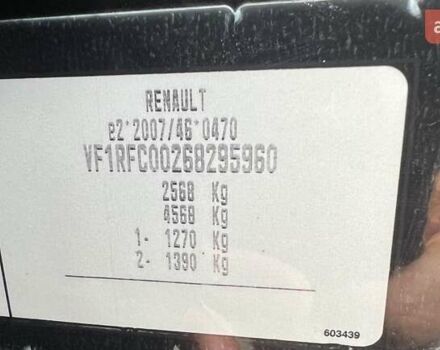 RENAULT
e2*2007/46*0470
VF1RFC00268295960
2568 Kg
4568 Kg
1- 1270 Kg
2- 1390 Kg
603439